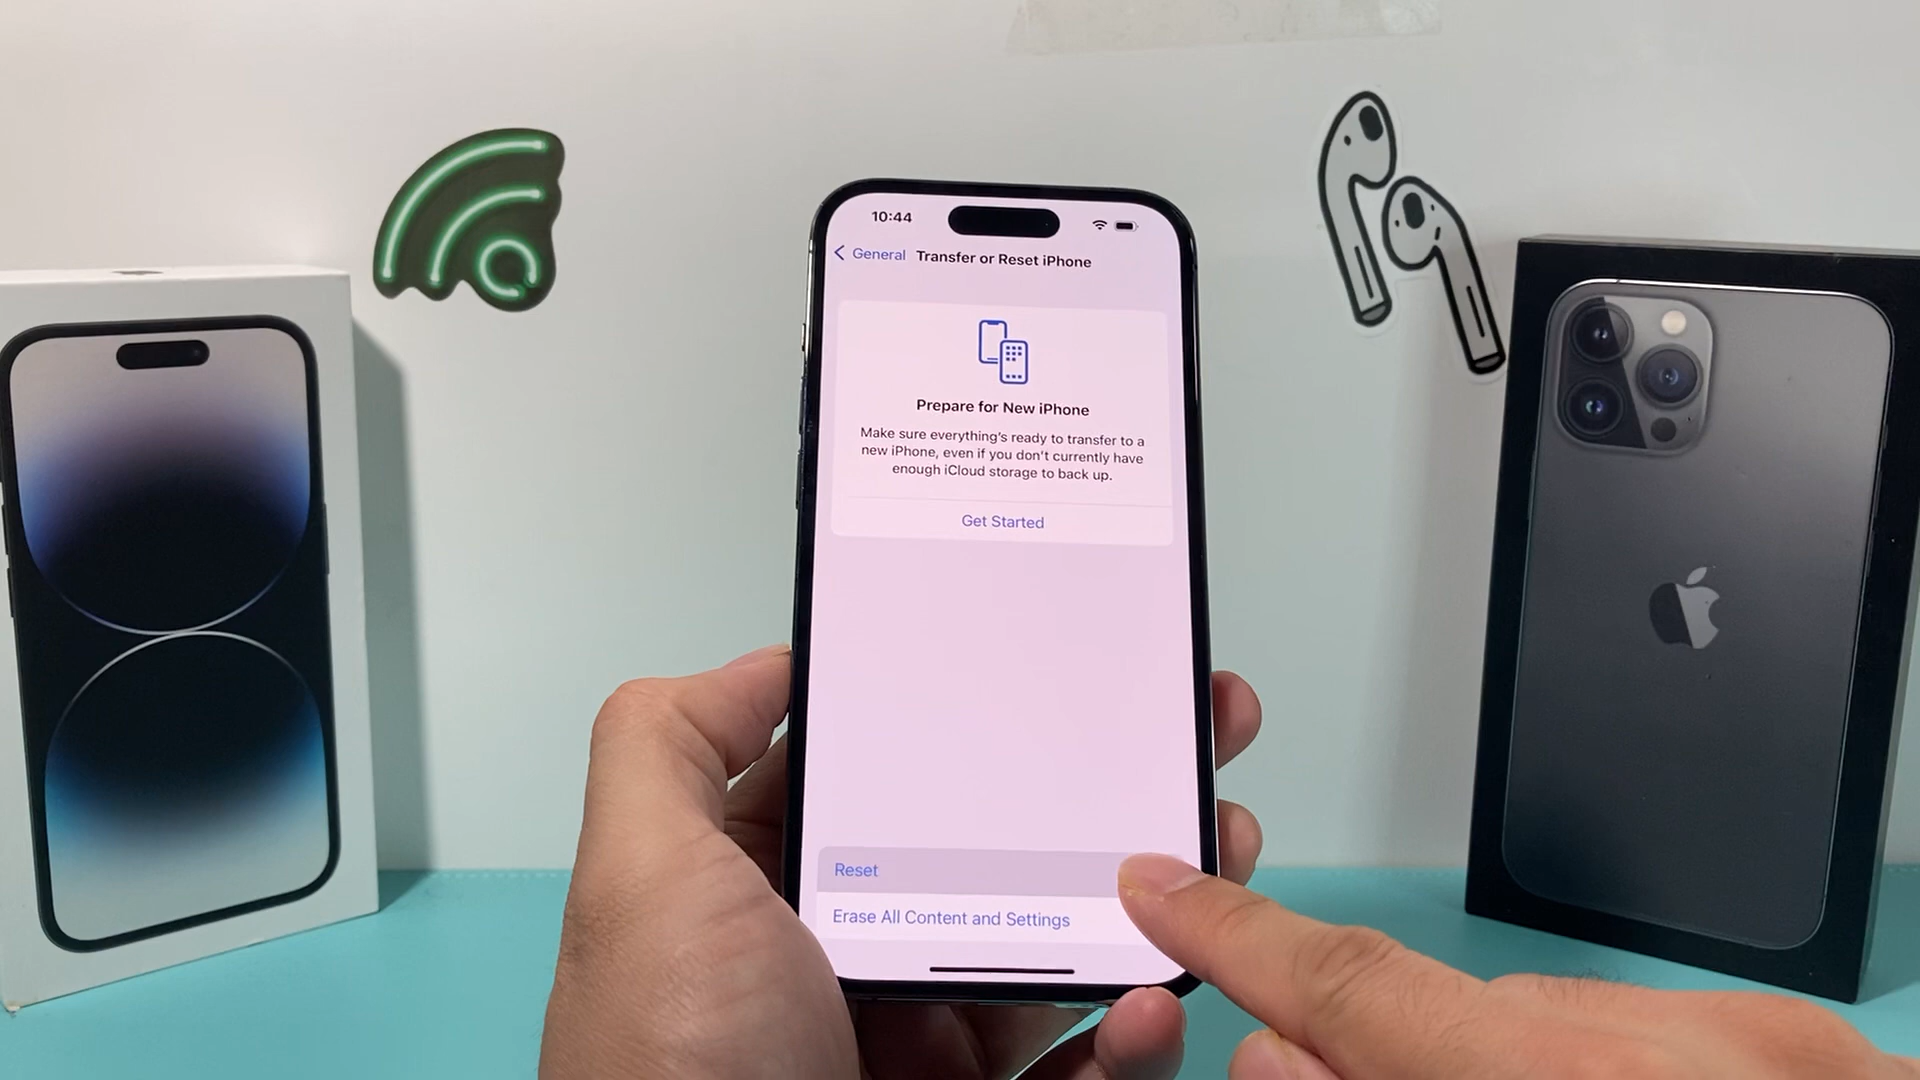 10:44
General Transfer or Reset iPhone
Prepare for New iPhone
Make sure everything's ready to transfer to a
new iPhone, even if you don't currently have
enough iCloud storage to back up.
Get Started
Reset
Erase All Content and Settings